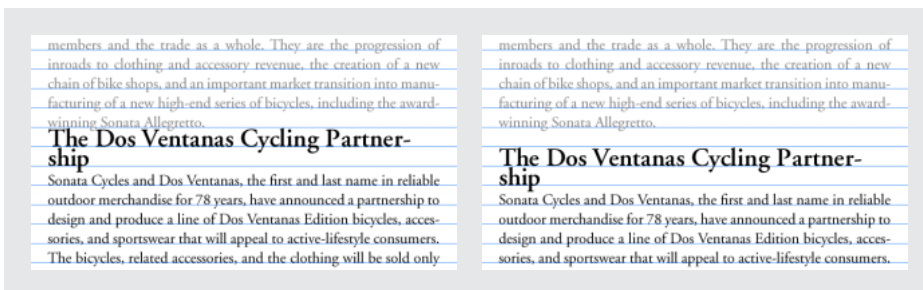 members and the trade as a whole. They are the progression of
inroads to clothing and accessory revenue, the creation of a new
chain of bike shops, and an important market transition into manu-
facturing of a new high-end series of bicycles, including the award-
winning Sonata Allegretto.
The Dos Ventanas Cycling Partner-
ship
Sonata Cycles and Dos Ventanas, the first and last name in reliable
outdoor merchandise for 78 years, have announced a partnership to
design and produce a line of Dos Ventanas Edition bicycles, acces-
sories, and sportswear that will appeal to active-lifestyle consumers.
The bicycles, related accessories, and the clothing will be sold only
members and the trade as a whole. They are the progression of
inroads to clothing and accessory revenue, the creation of a new
chain of bike shops, and an important market transition into manu-
facturing of a new high-end series of bicycles, including the award-
winning Sonata Allegretto.
The Dos Ventanas Cycling Partner-
ship
Sonata Cycles and Dos Ventanas, the first and last name in reliable
outdoor merchandise for 78 years, have announced a partnership to
design and produce a line of Dos Ventanas Edition bicycles, acces-
sories, and sportswear that will appeal to active-lifestyle consumers.